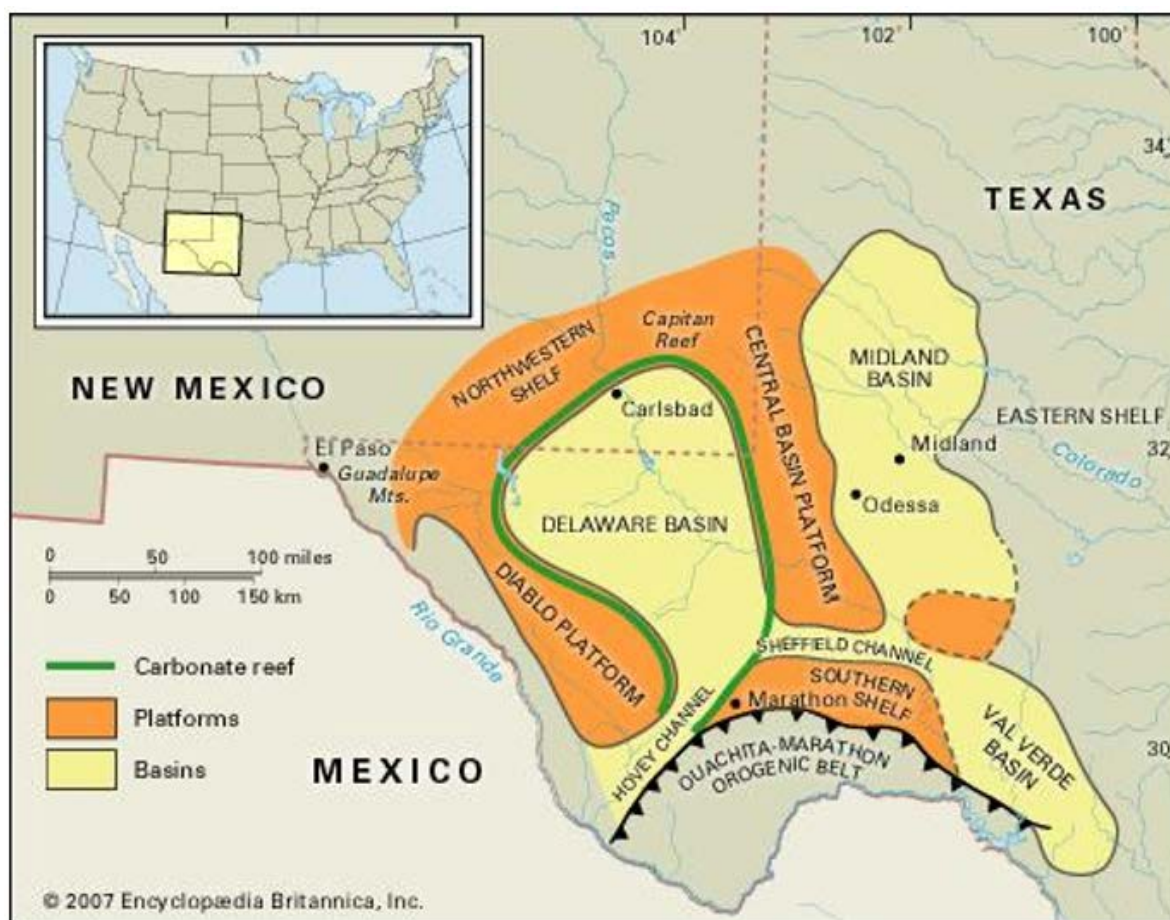 104°
102°
100°
34
TEXAS
Pecos
Capitan
Reef
NORTHWESTERN
SHELF
CENTRAL BASIN PLATFORM
MIDLAND
BASIN
NEW MEXICO
Carlsbad
EASTERN SHELF
El Paso
Midland
32
Guadalupe
Mts.
Colorado
Odessa
DELAWARE BASIN
0 50 100 miles
0 50 100 150 km
DIABLO PLATFORM
Rio Grande
SHEFFIELD CHANNEL
Carbonate reef
SOUTHERN
Marathon SHELF
Platforms
HOVEY CHANNEL
VAL VERDE
BASIN
30
MEXICO
Basins
OUACHITA-MARATHON
OROGENIC BELT
© 2007 Encyclopædia Britannica, Inc.